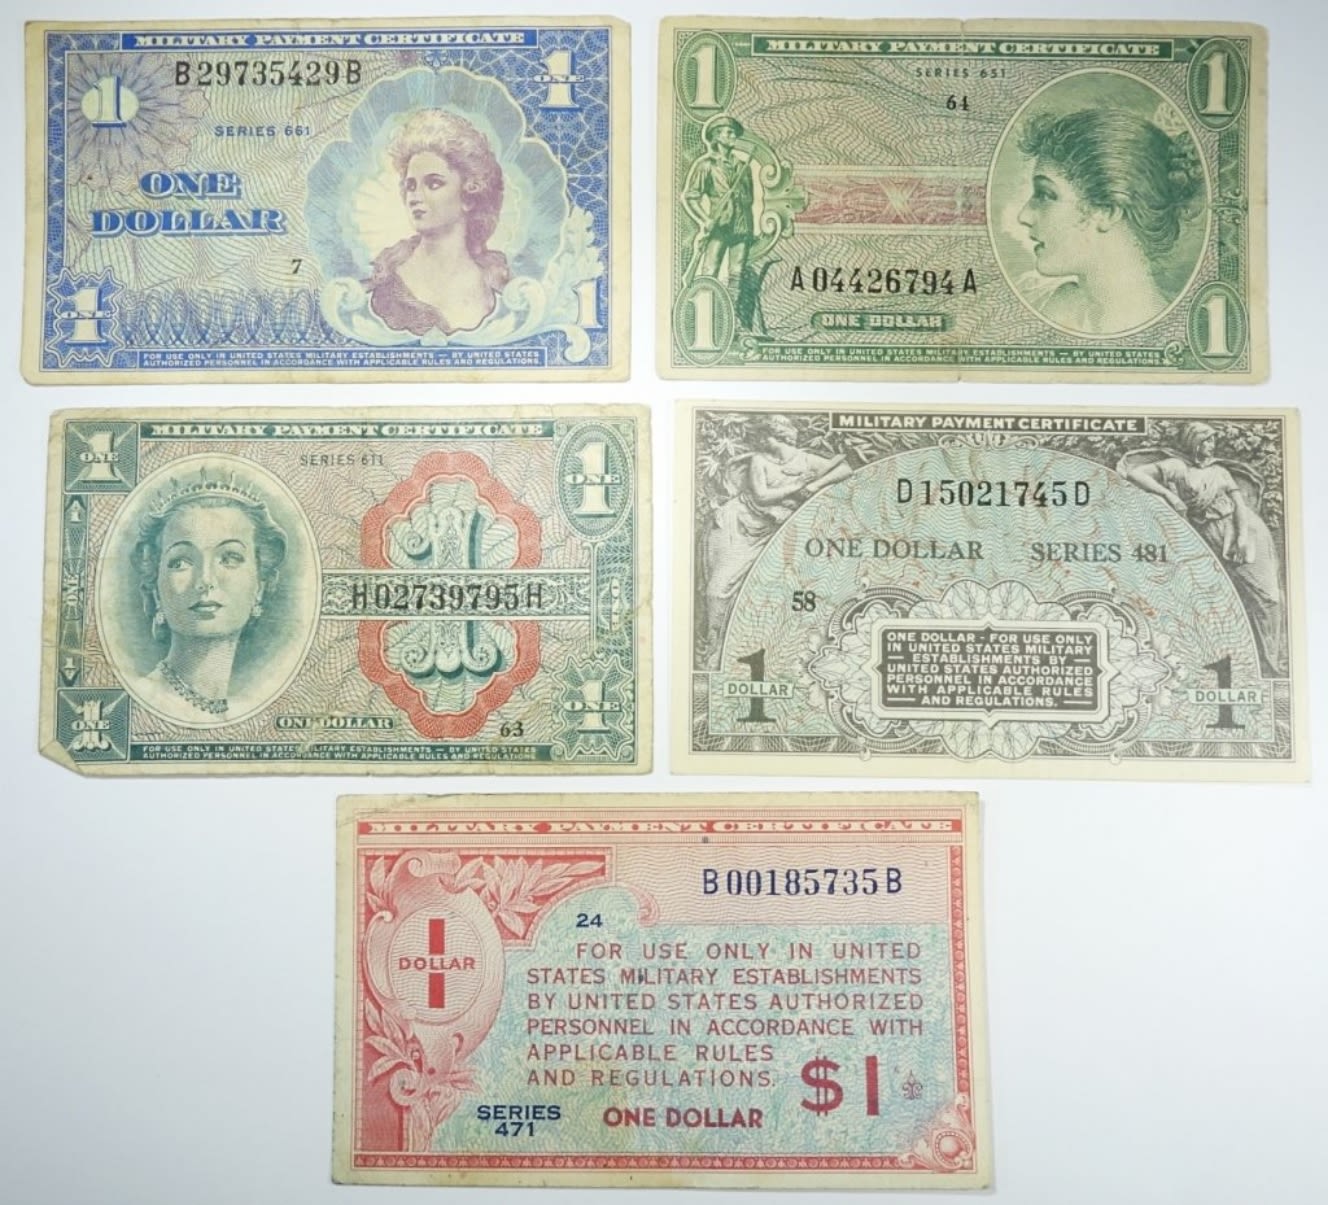 MILITARY PAYMENT CERTIFICATE
B29735429B
1
ONE
1
SERIES 661
ONE
DOLLAR
7
ONE
1
1
FOR USE ONLY IN UNITED STATES MILITARY ESTABLISHMENTS — BY UNITED STATES
AUTHORIZED PERSONNEL IN ACCORDANCE WITH APPLICABLE RULES AND REGULATIONS.
MILITARY PAYMENT CERTIFICATE
1
SERIES 651
1
64
A04426794A
1
ONE DOLLAR
1
FOR USE ONLY IN UNITED STATES MILITARY ESTABLISHMENTS — BY UNITED STATES
AUTHORIZED PERSONNEL IN ACCORDANCE WITH APPLICABLE RULES AND REGULATIONS.
MILITARY PAYMENT CERTIFICATE
1
ONE
SERIES 611
1
ONE
1
H02739795H
1
ONE
ONE DOLLAR
63
1
ONE
FOR USE ONLY IN UNITED STATES MILITARY ESTABLISHMENTS — BY UNITED STATES
AUTHORIZED PERSONNEL IN ACCORDANCE WITH APPLICABLE RULES AND REGULATIONS
MILITARY PAYMENT CERTIFICATE
D15021745D
ONE DOLLAR SERIES 481
58
ONE DOLLAR - FOR USE ONLY
IN UNITED STATES MILITARY
— ESTABLISHMENTS BY —
UNITED STATES AUTHORIZED
PERSONNEL IN ACCORDANCE
WITH APPLICABLE RULES
— AND REGULATIONS. —
1
DOLLAR
1
DOLLAR
MILITARY PAYMENT CERTIFICATE
B00185735B
24
1
DOLLAR
FOR USE ONLY IN UNITED
STATES MILITARY ESTABLISHMENTS
BY UNITED STATES AUTHORIZED
PERSONNEL IN ACCORDANCE WITH
APPLICABLE RULES
AND REGULATIONS.
$1
SERIES
471
ONE DOLLAR